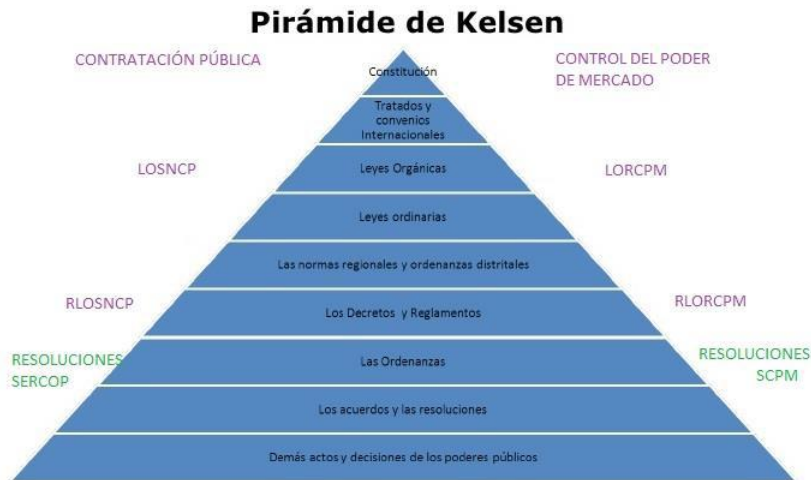 Pirámide de Kelsen
CONTRATACIÓN PÚBLICA
CONTROL DEL PODER
DE MERCADO
Constitución
Tratados y
convenios
Internacionales
LOSNCP
Leyes Orgánicas
LORCPM
Leyes ordinarias
Las normas regionales y ordenanzas distritales
RLOSNCP
Los Decretos y Reglamentos
RLORCPM
RESOLUCIONES
SERCOP
Las Ordenanzas
RESOLUCIONES
SCPM
Los acuerdos y las resoluciones
Demás actos y decisiones de los poderes públicos